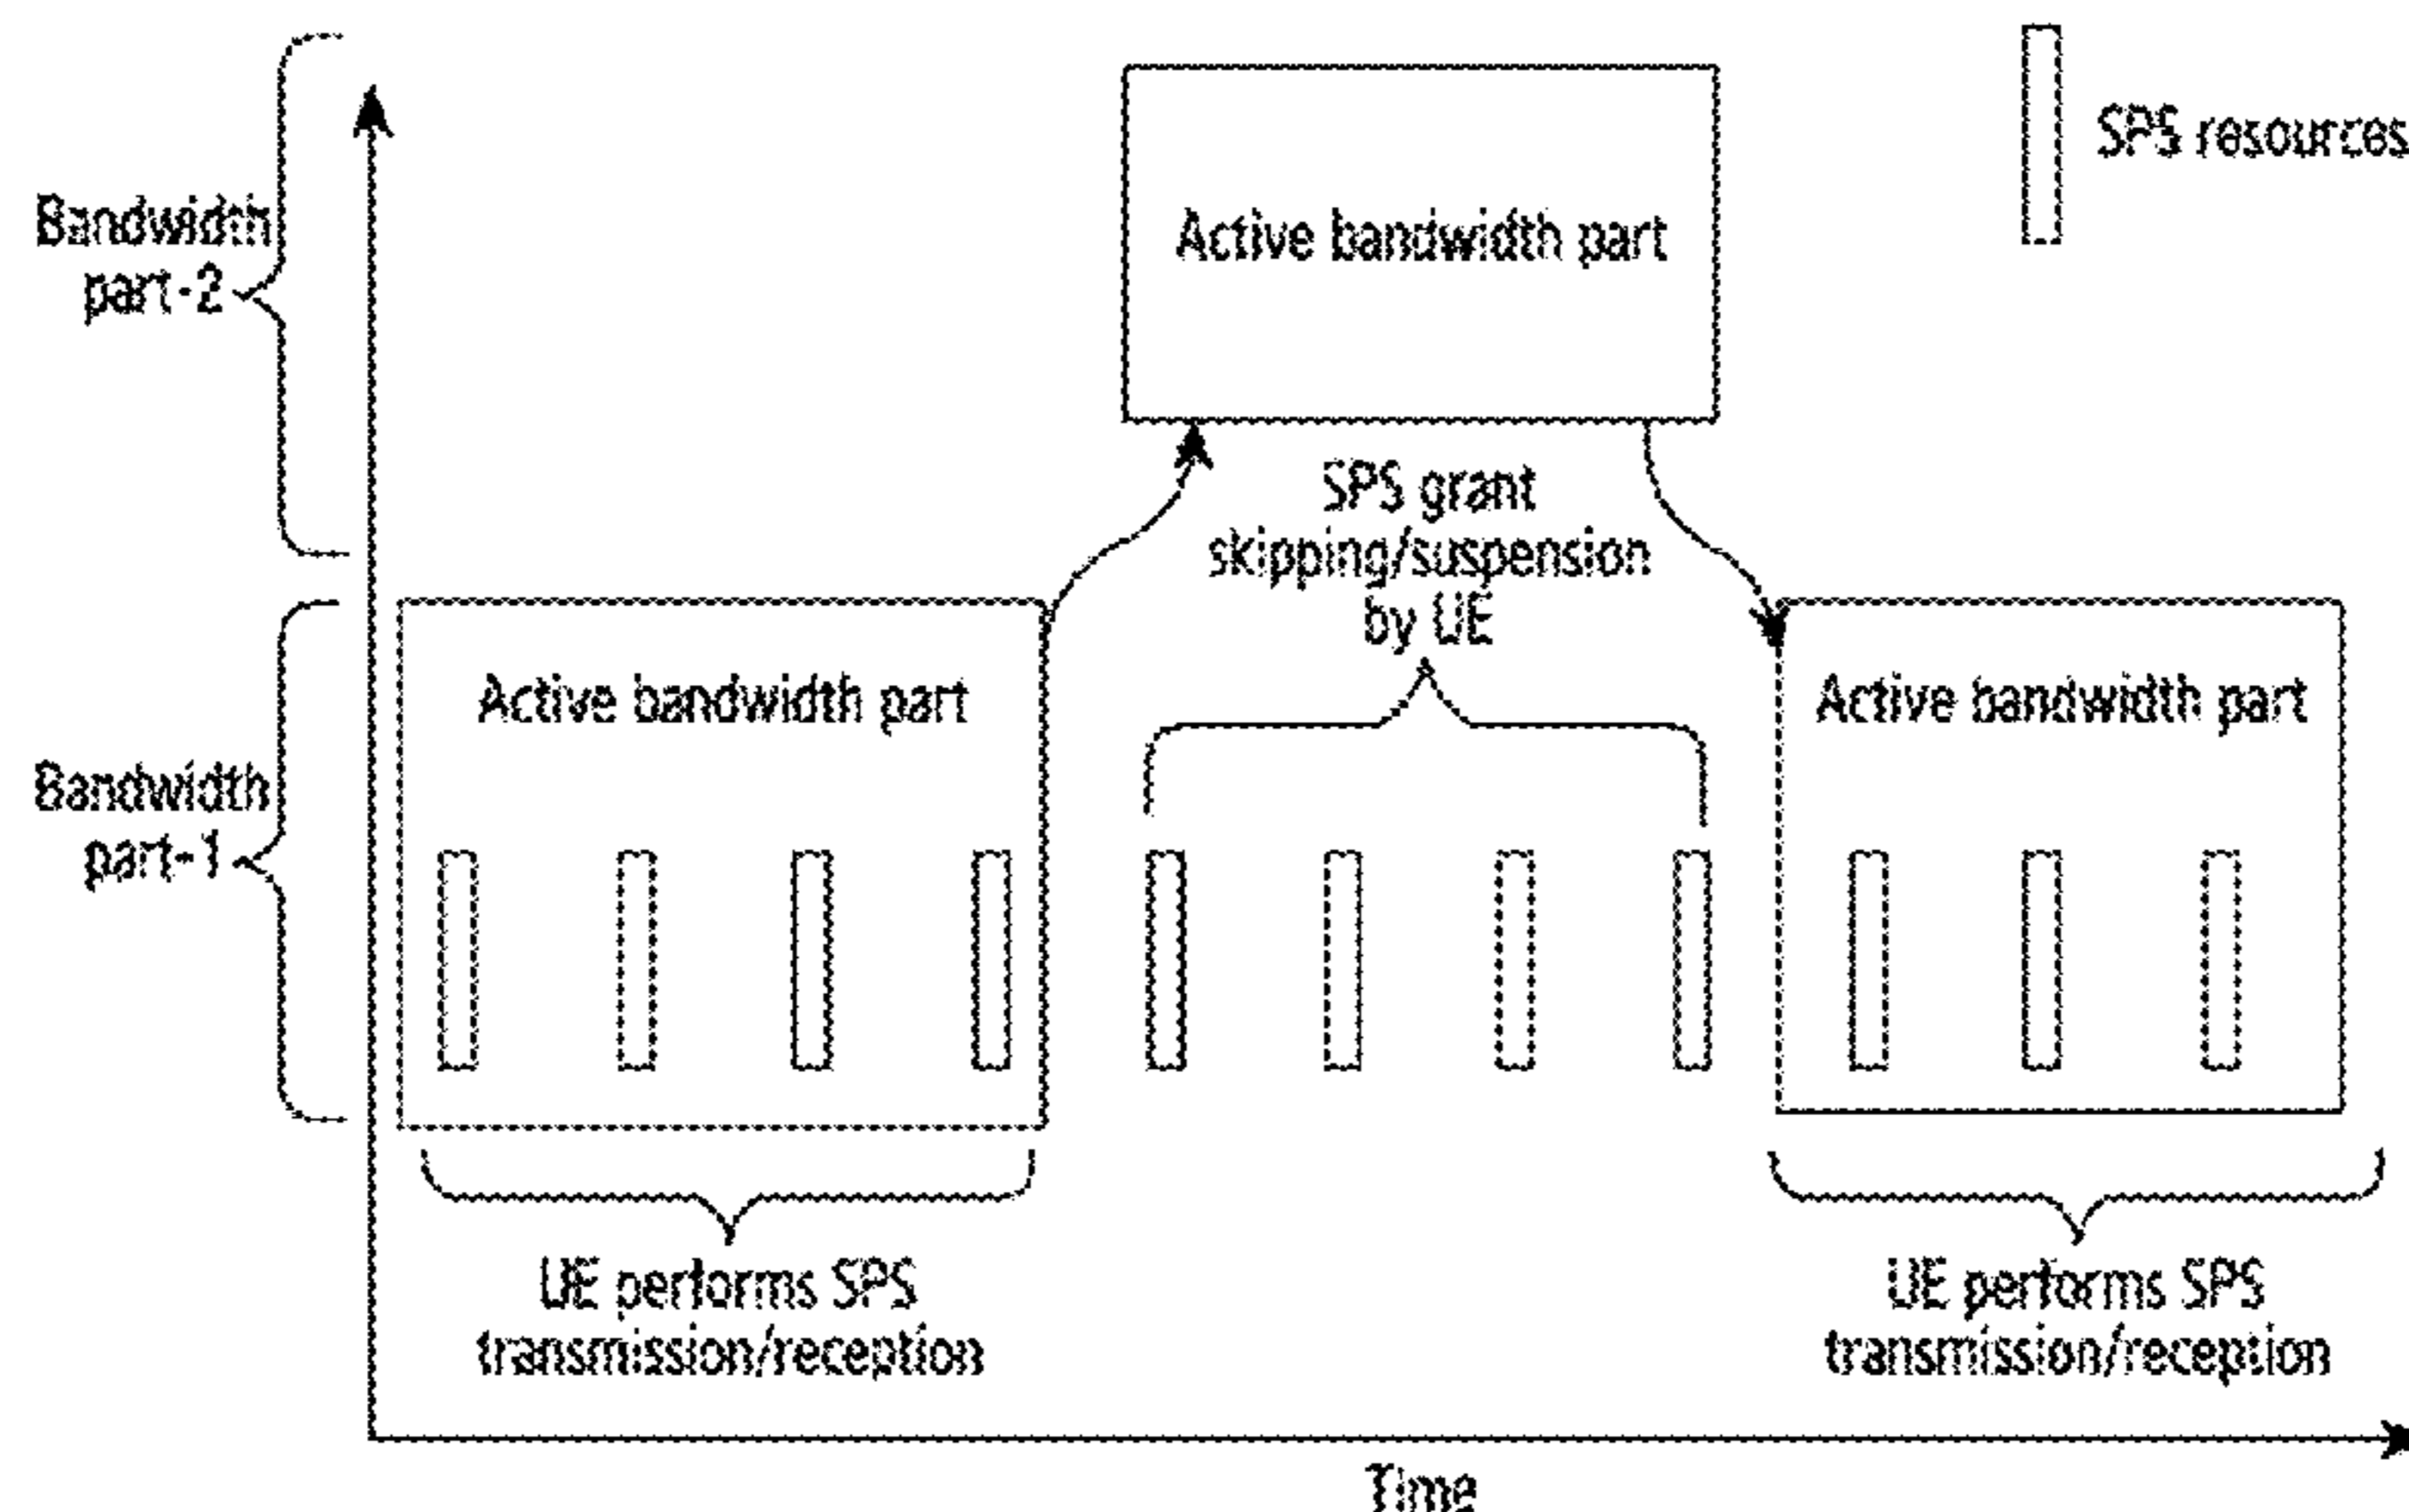 SPS resources
Active bandwidth part
Bandwidth
part-2
SPS grant
skipping/suspension
by UE
Active bandwidth part
Active bandwidth part
Bandwidth
part-1
UE performs SPS
transmission/reception
UE performs SPS
transmission/reception
Time